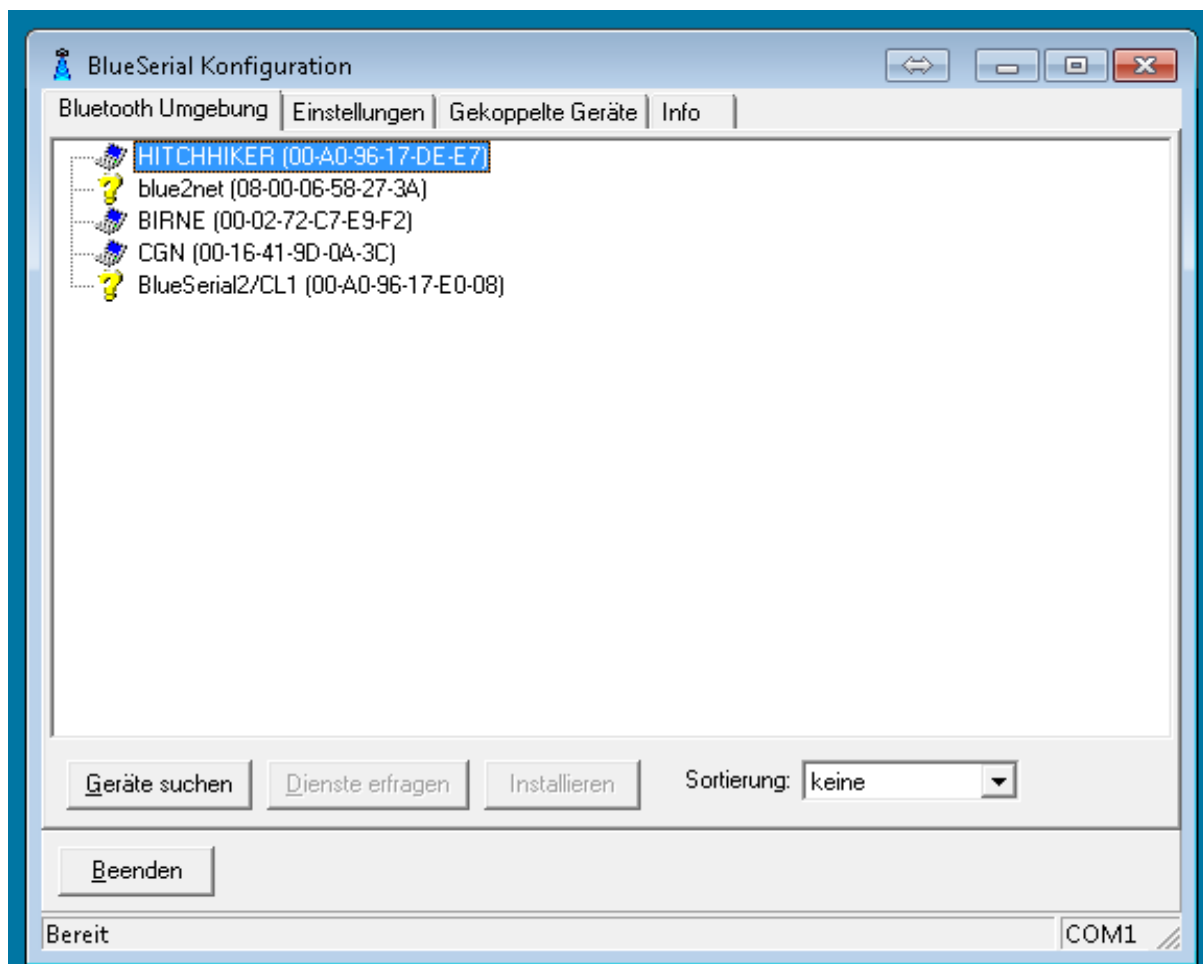 BlueSerial Konfiguration
Bluetooth Umgebung Einstellungen Gekoppelte Geräte Info
HITCHHIKER (00-A0-96-17-DE-E7)
blue2net (08-00-06-58-27-3A)
BIRNE (00-02-72-C7-E9-F2)
CGN (00-16-41-9D-0A-3C)
BlueSerial2/CL1 (00-A0-96-17-E0-08)
Geräte suchen Dienste erfragen Installieren Sortierung: keine
Beenden
Bereit COM1